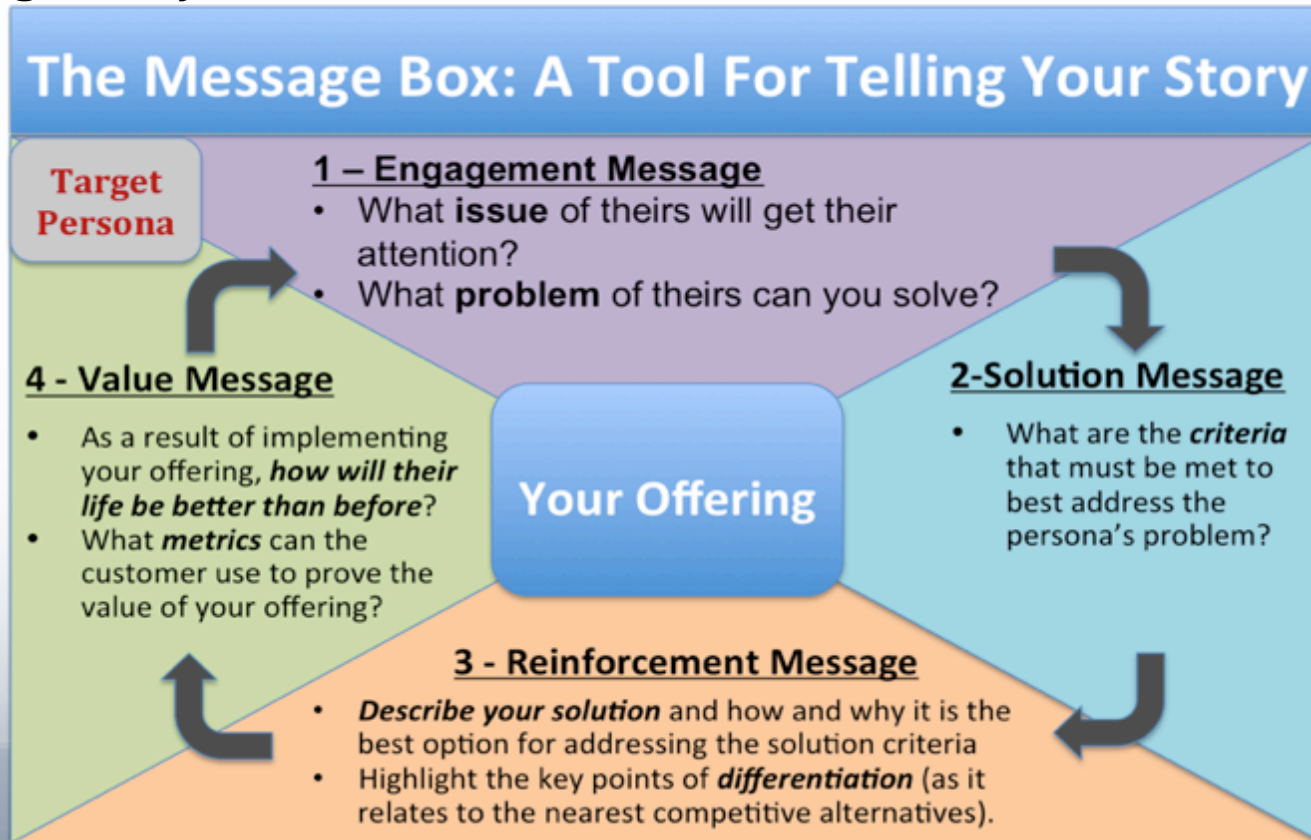 The Message Box: A Tool For Telling Your Story
Target
Persona
1 – Engagement Message
• What issue of theirs will get their
attention?
• What problem of theirs can you solve?
2-Solution Message
• What are the criteria
that must be met to
best address the
persona's problem?
Your Offering
3 - Reinforcement Message
• Describe your solution and how and why it is the
best option for addressing the solution criteria
• Highlight the key points of differentiation (as it
relates to the nearest competitive alternatives).
4 - Value Message
• As a result of implementing
your offering, how will their
life be better than before?
• What metrics can the
customer use to prove the
value of your offering?